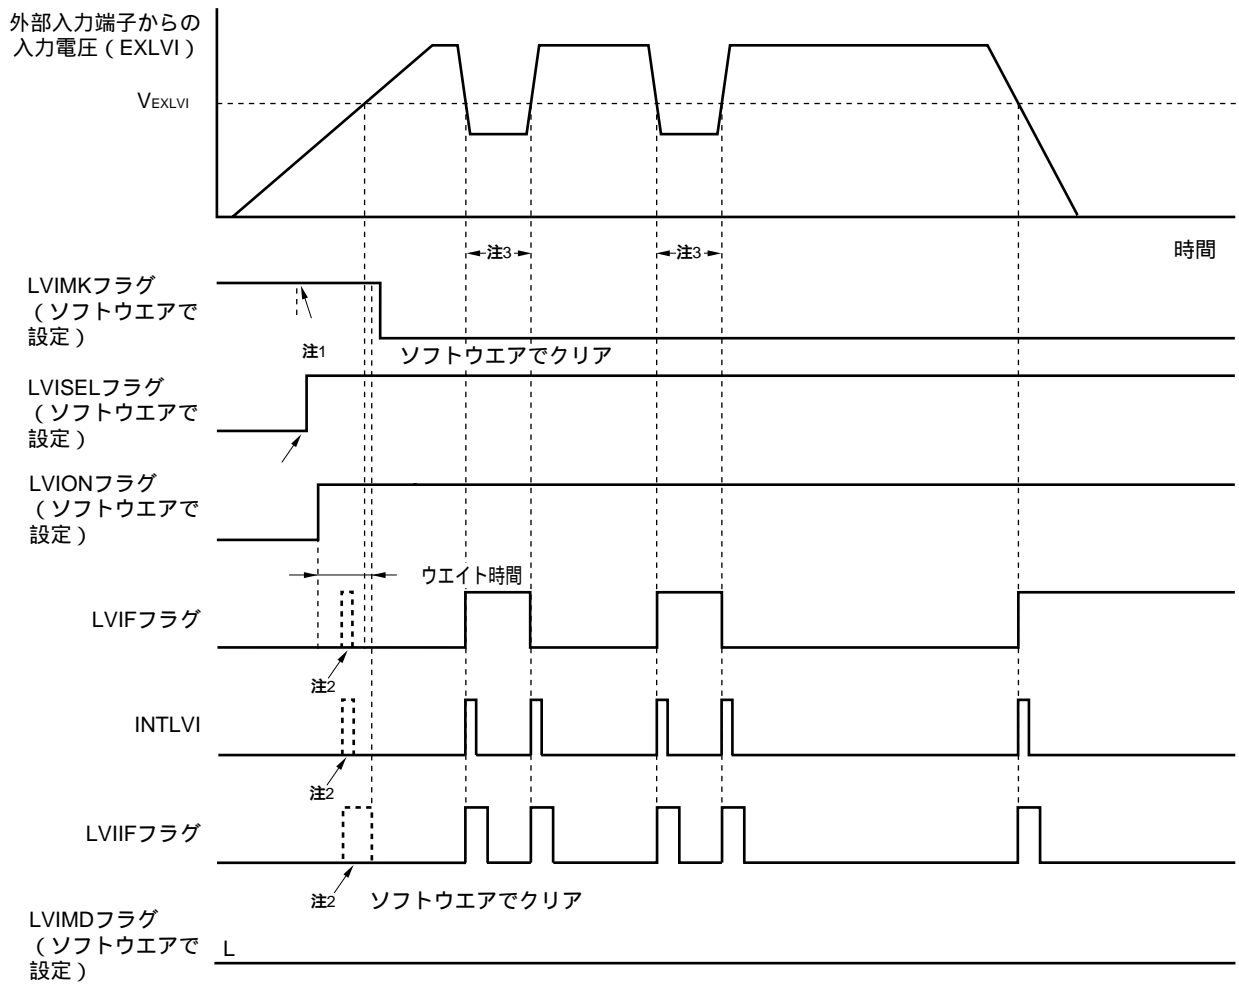 外部入力端子からの
入力電圧（EXLVI）
VEXLVI
時間
注3
注3
LVIMKフラグ
（ソフトウエアで
設定）
注1
ソフトウエアでクリア
LVISELフラグ
（ソフトウエアで
設定）
LVIONフラグ
（ソフトウエアで
設定）
ウエイト時間
LVIFフラグ
注2
INTLVI
注2
LVIIFフラグ
注2
ソフトウエアでクリア
LVIMDフラグ
（ソフトウエアで
設定）
L